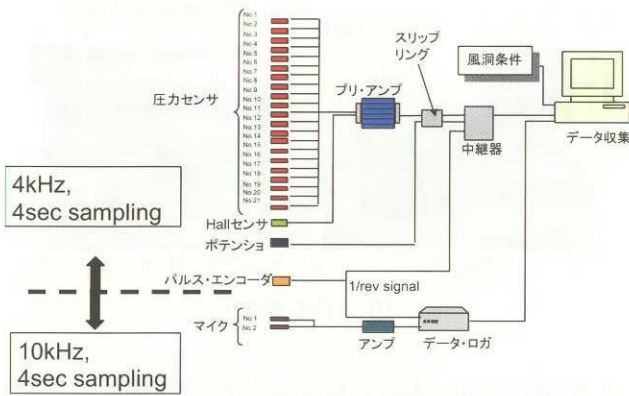 No.1
No.2
No.3
No.4
No.5
No.6
No.7
No.8
No.9
No.10
No.11
No.12
No.13
No.14
No.15
No.16
No.17
No.18
No.19
No.20
No.21
圧力センサ
プリ・アンプ
スリップ
リング
風洞条件
中継器
データ収集
4kHz,
4sec sampling
Hallセンサ
ポテンショ
パルス・エンコーダ
1/rev signal
10kHz,
4sec sampling
マイク
No.1
No.2
アンプ
データ・ロガ